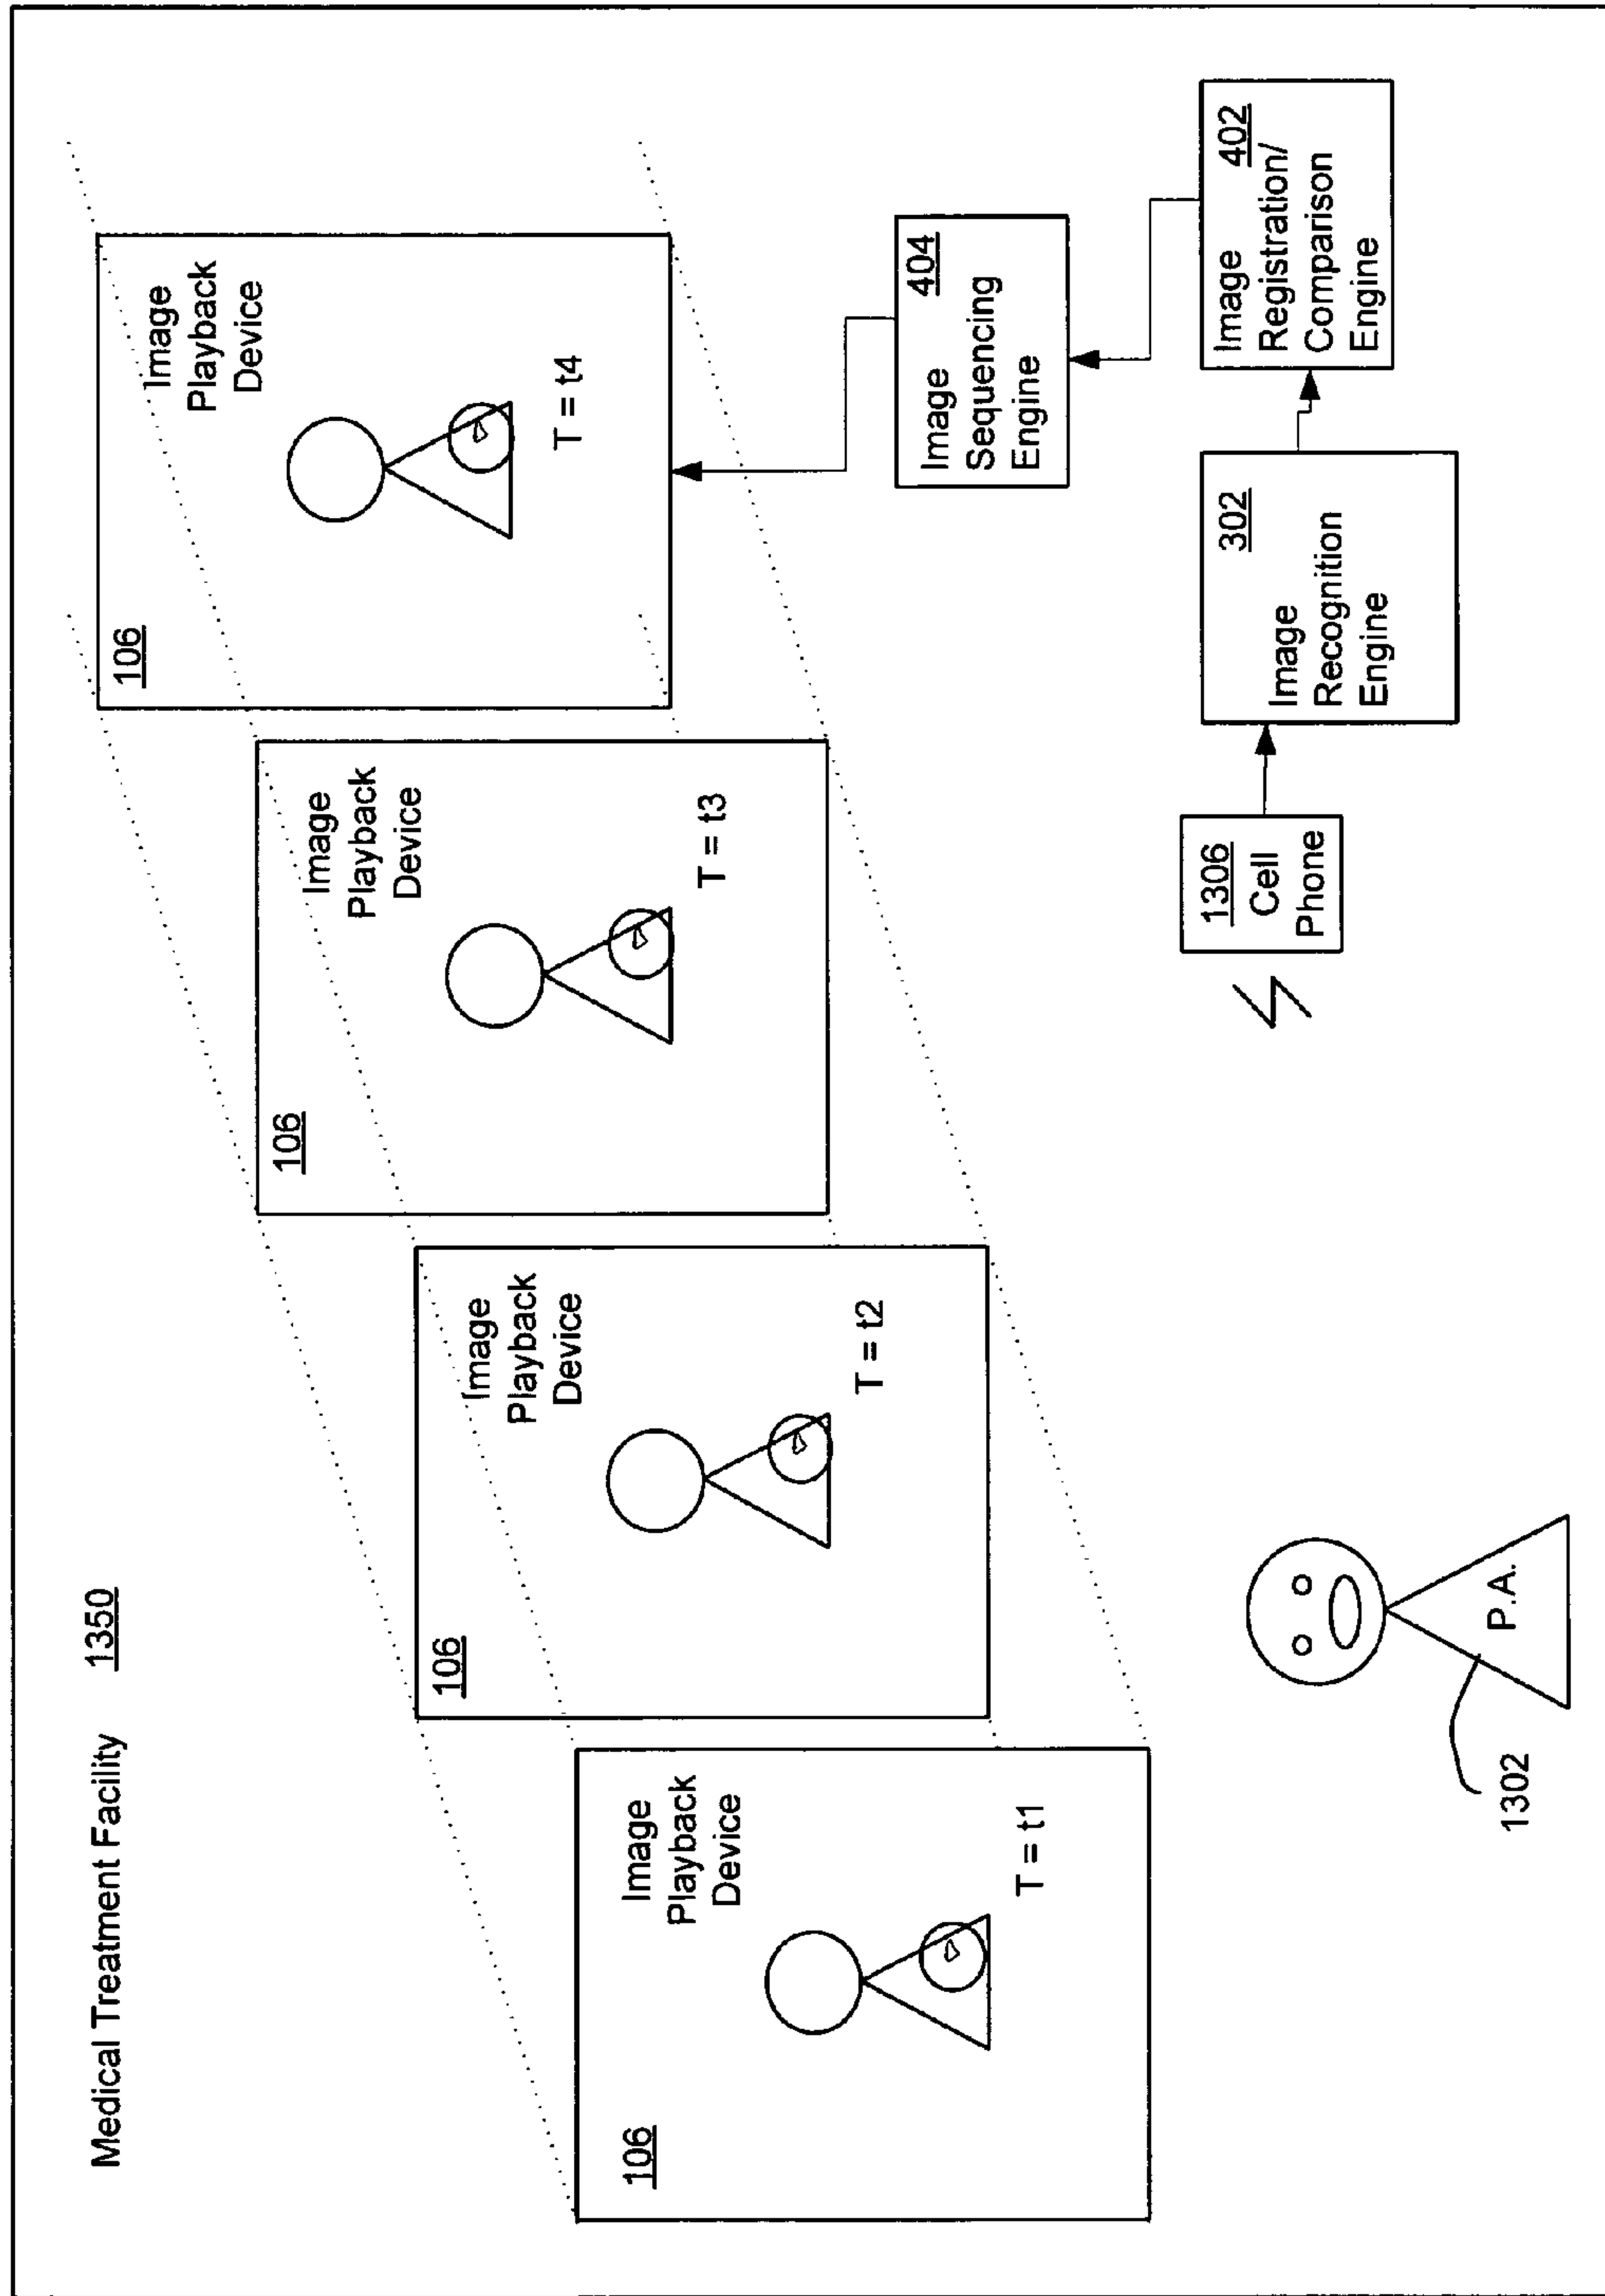 Medical Treatment Facility 1350
106
Image
Playback
Device
T = t1
106
Image
Playback
Device
T = t2
106
Image
Playback
Device
T = t3
106
Image
Playback
Device
T = t4
404
Image
Sequencing
Engine
Image 402
Registration/
Comparison
Engine
302
Image
Recognition
Engine
1306
Cell
Phone
P.A.
1302